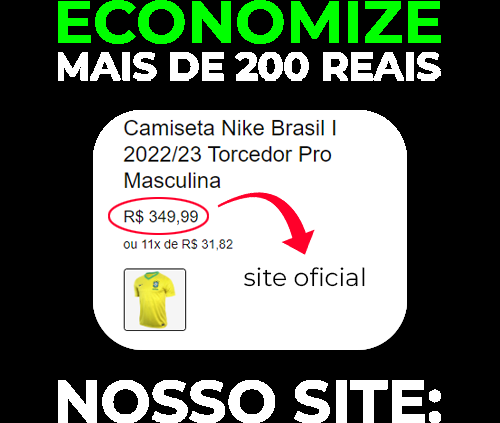 ECONOMIZE
MAIS DE 200 REAIS
Camiseta Nike Brasil I
2022/23 Torcedor Pro
Masculina
R$ 349,99
ou 11x de R$ 31,82
site oficial
NOSSO SITE: